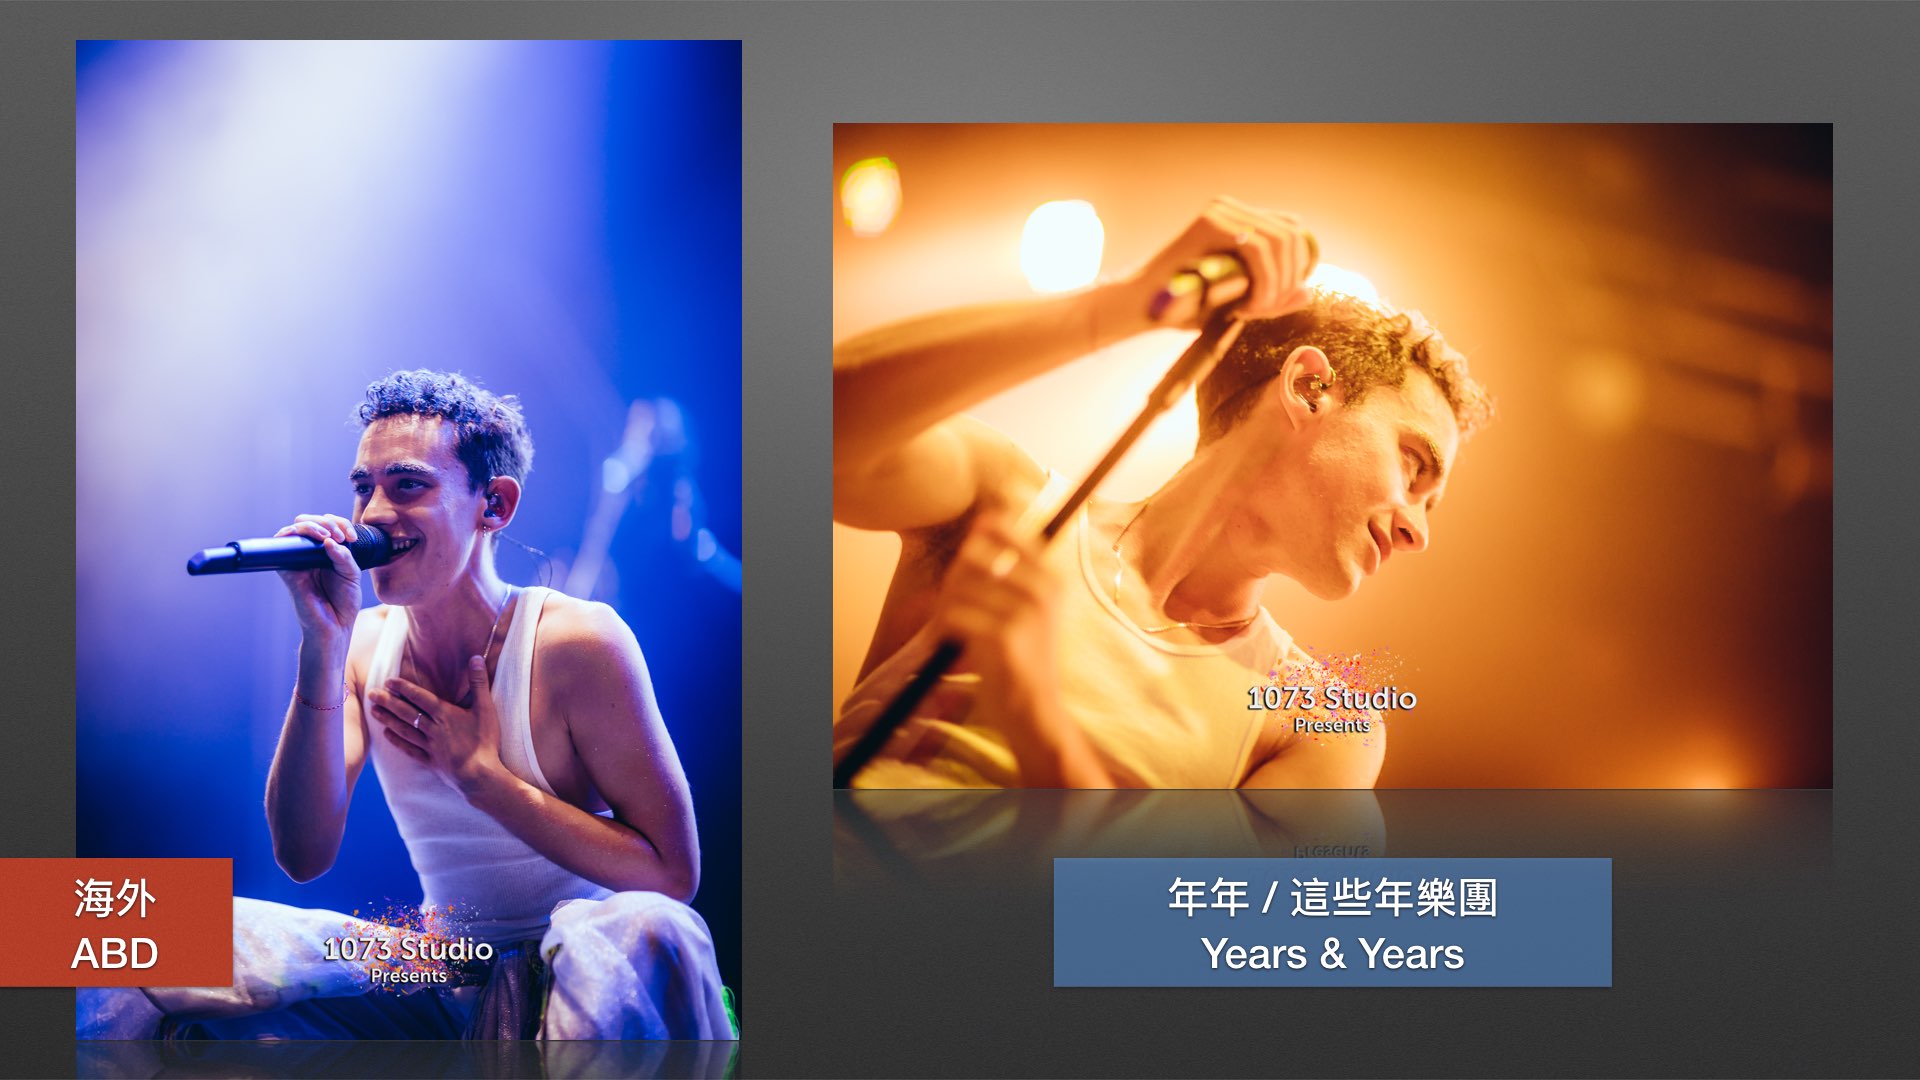 海外
ABD
1073 Studio
Presents
1073 Studio
Presents
年年 / 這些年樂團
Years & Years